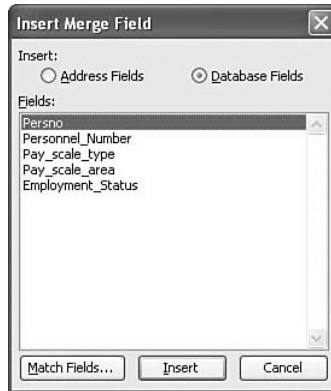 Insert Merge Field
Insert:
Address Fields Database Fields
Fields:
Persno
Personnel_Number
Pay_scale_type
Pay_scale_area
Employment_Status
Match Fields... Insert Cancel